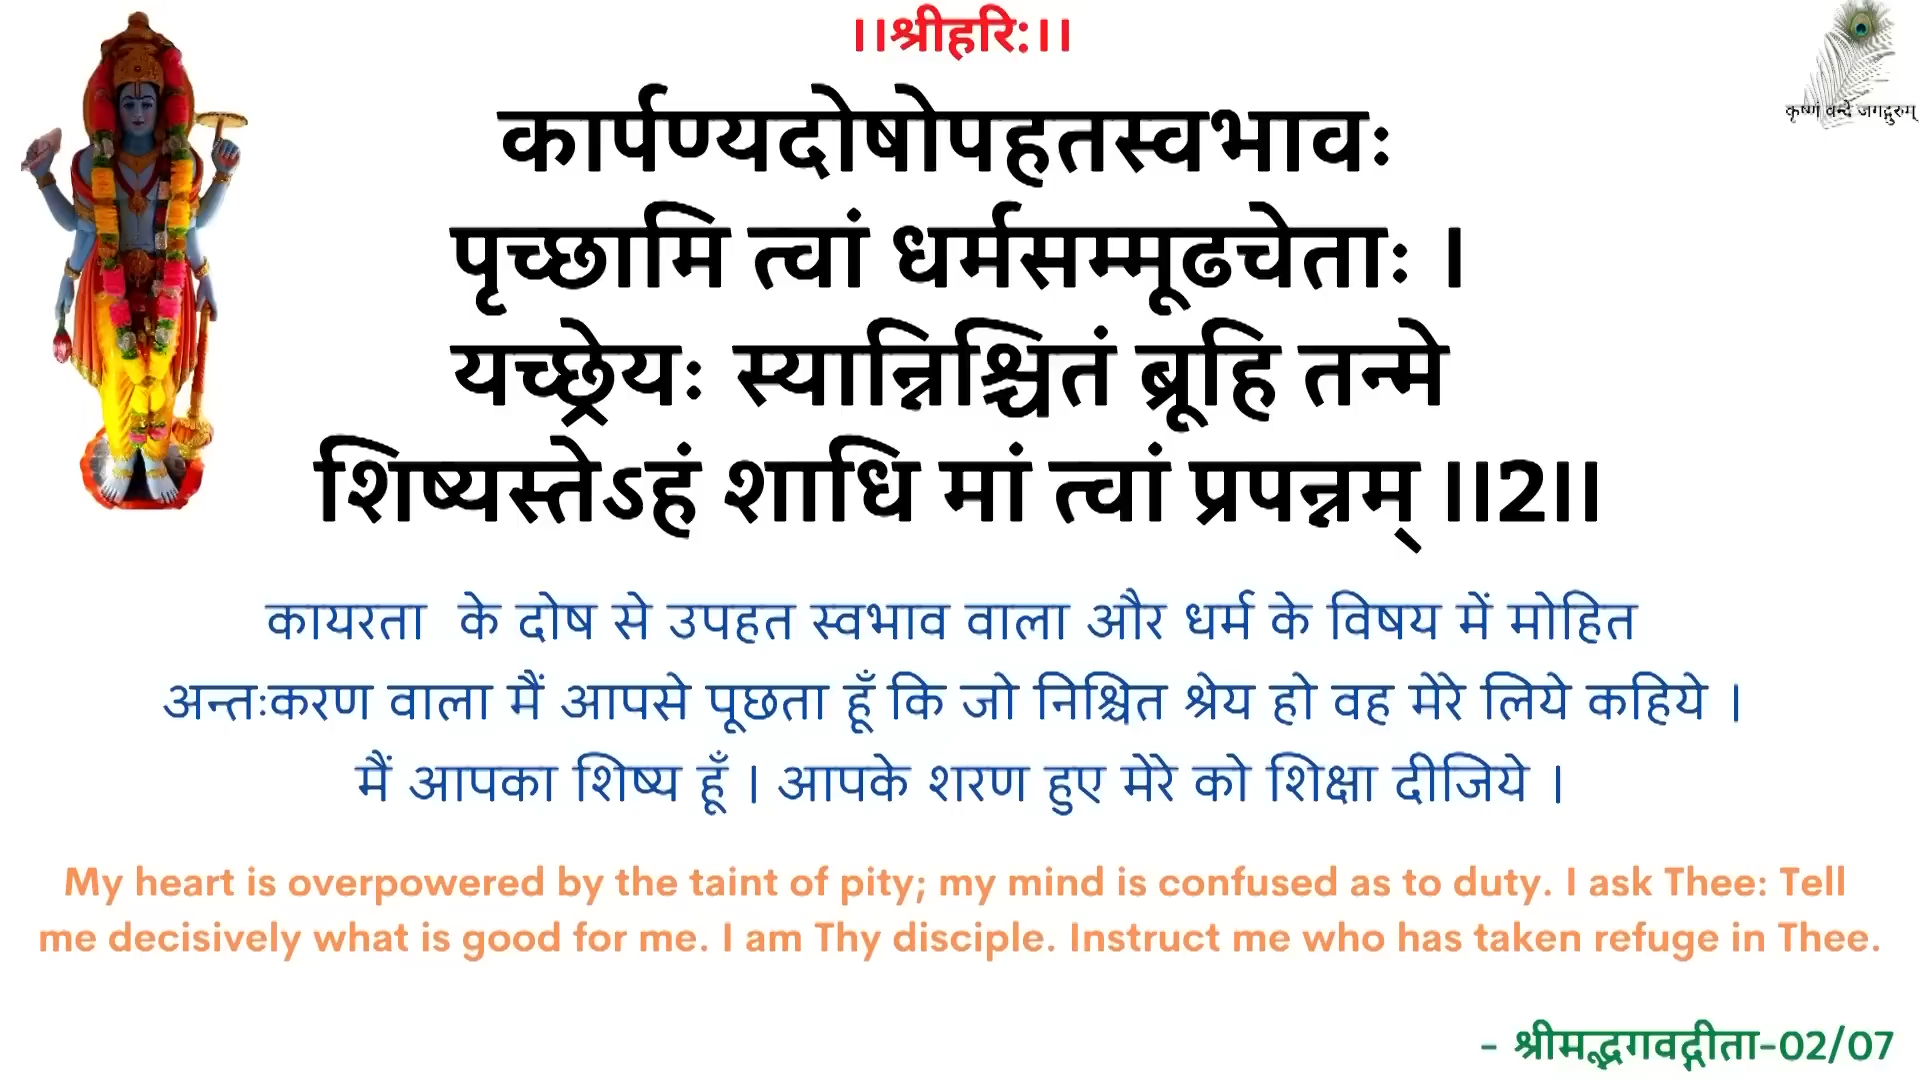 ।।श्रीहरि:।।
कृष्णं वन्दे जगद्गुरुम्
कार्पण्यदोषोपहतस्वभावः
पृच्छामि त्वां धर्मसम्मूढचेताः ।
यच्छ्रेयः स्यान्निश्चितं ब्रूहि तन्मे
शिष्यस्तेऽहं शाधि मां त्वां प्रपन्नम् ।।2।।
कायरता के दोष से उपहत स्वभाव वाला और धर्म के विषय में मोहित
अन्तःकरण वाला मैं आपसे पूछता हूँ कि जो निश्चित श्रेय हो वह मेरे लिये कहिये ।
मैं आपका शिष्य हूँ । आपके शरण हुए मेरे को शिक्षा दीजिये ।
My heart is overpowered by the taint of pity; my mind is confused as to duty. I ask Thee: Tell
me decisively what is good for me. I am Thy disciple. Instruct me who has taken refuge in Thee.
- श्रीमद्भगवद्गीता-02/07